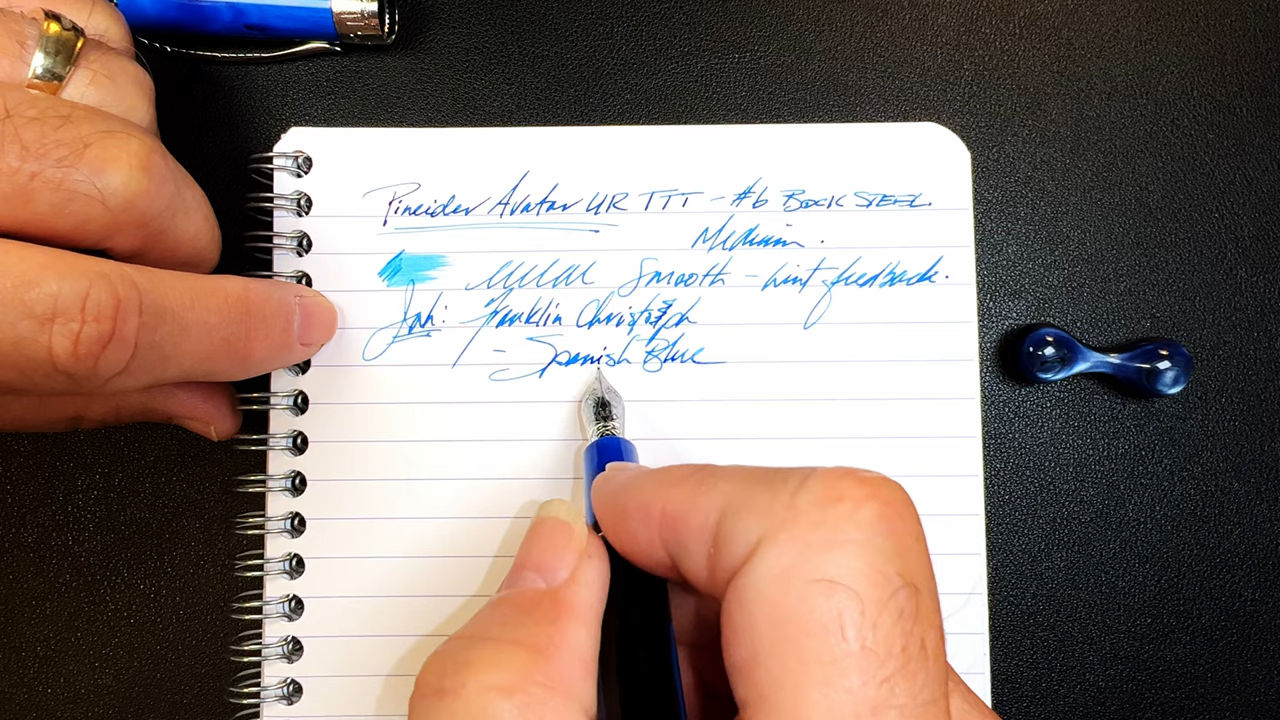 Pineider Avatar UR TTT - #6 BOCK STEEL.
Medium.
Smooth - hint feedback.
Ink: Franklin Christoph
- Spanish Blue